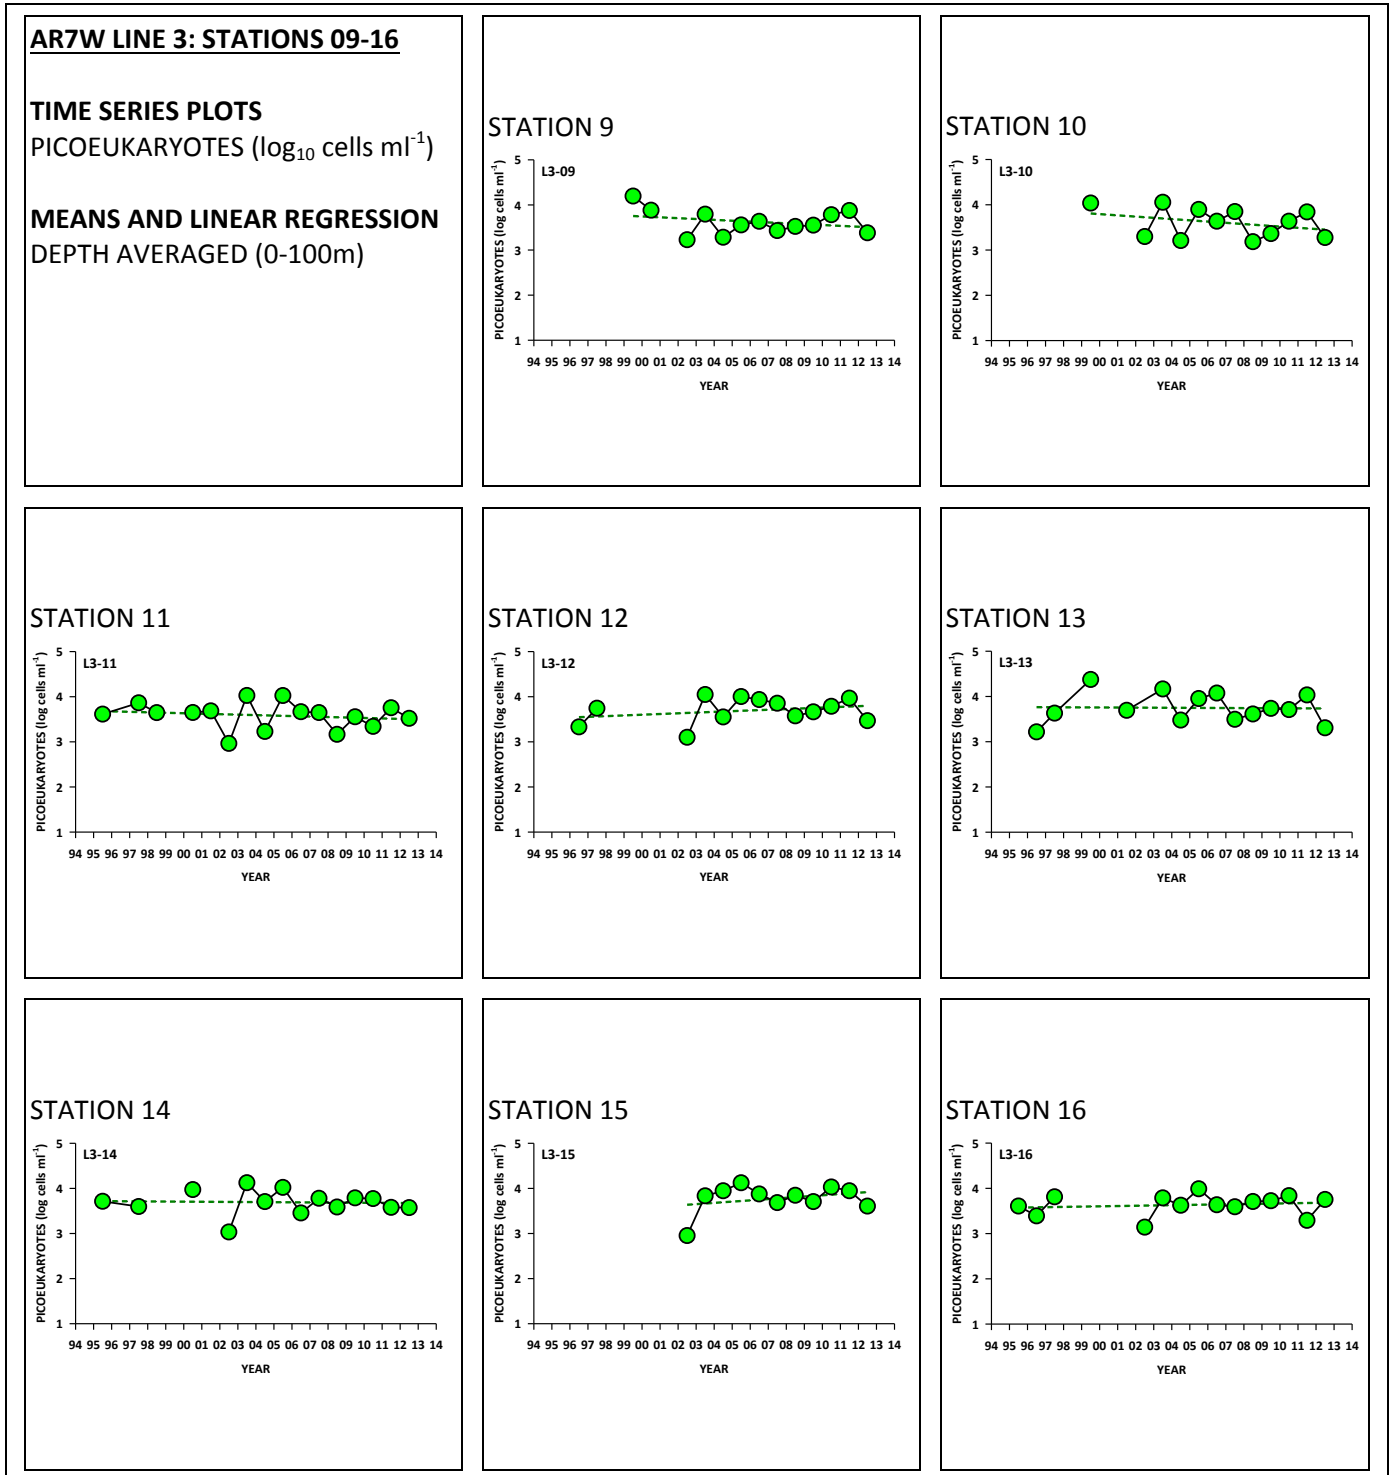 AR7W LINE 3: STATIONS 09-16
TIME SERIES PLOTS
PICOEUKARYOTES (log₁₀ cells ml⁻¹)
MEANS AND LINEAR REGRESSION
DEPTH AVERAGED (0-100m)
STATION 9
L3-09
PICOEUKARYOTES (log cells ml⁻¹)
5
4
3
2
1
94 95 96 97 98 99 00 01 02 03 04 05 06 07 08 09 10 11 12 13 14
YEAR
STATION 10
L3-10
PICOEUKARYOTES (log cells ml⁻¹)
5
4
3
2
1
94 95 96 97 98 99 00 01 02 03 04 05 06 07 08 09 10 11 12 13 14
YEAR
STATION 11
L3-11
PICOEUKARYOTES (log cells ml⁻¹)
5
4
3
2
1
94 95 96 97 98 99 00 01 02 03 04 05 06 07 08 09 10 11 12 13 14
YEAR
STATION 12
L3-12
PICOEUKARYOTES (log cells ml⁻¹)
5
4
3
2
1
94 95 96 97 98 99 00 01 02 03 04 05 06 07 08 09 10 11 12 13 14
YEAR
STATION 13
L3-13
PICOEUKARYOTES (log cells ml⁻¹)
5
4
3
2
1
94 95 96 97 98 99 00 01 02 03 04 05 06 07 08 09 10 11 12 13 14
YEAR
STATION 14
L3-14
PICOEUKARYOTES (log cells ml⁻¹)
5
4
3
2
1
94 95 96 97 98 99 00 01 02 03 04 05 06 07 08 09 10 11 12 13 14
YEAR
STATION 15
L3-15
PICOEUKARYOTES (log cells ml⁻¹)
5
4
3
2
1
94 95 96 97 98 99 00 01 02 03 04 05 06 07 08 09 10 11 12 13 14
YEAR
STATION 16
L3-16
PICOEUKARYOTES (log cells ml⁻¹)
5
4
3
2
1
94 95 96 97 98 99 00 01 02 03 04 05 06 07 08 09 10 11 12 13 14
YEAR